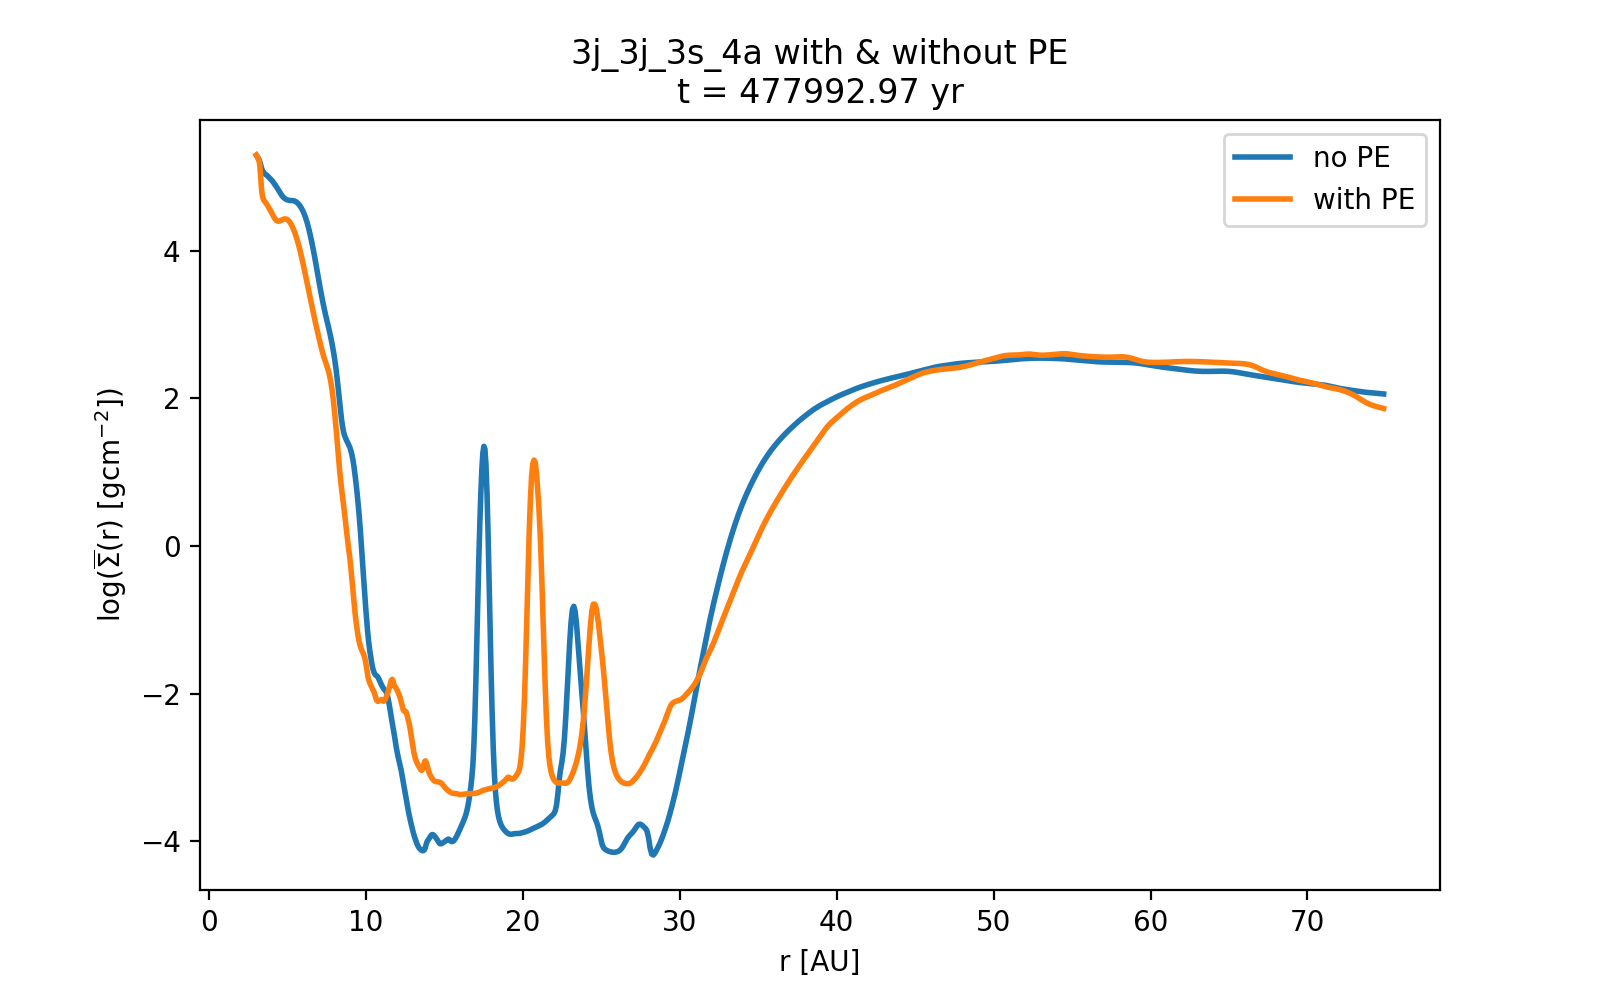 3j_3j_3s_4a with & without PE
t = 477992.97 yr
no PE
with PE
4
2
0
−2
−4
log(Σ̅(r) [gcm⁻²])
0 10 20 30 40 50 60 70
r [AU]